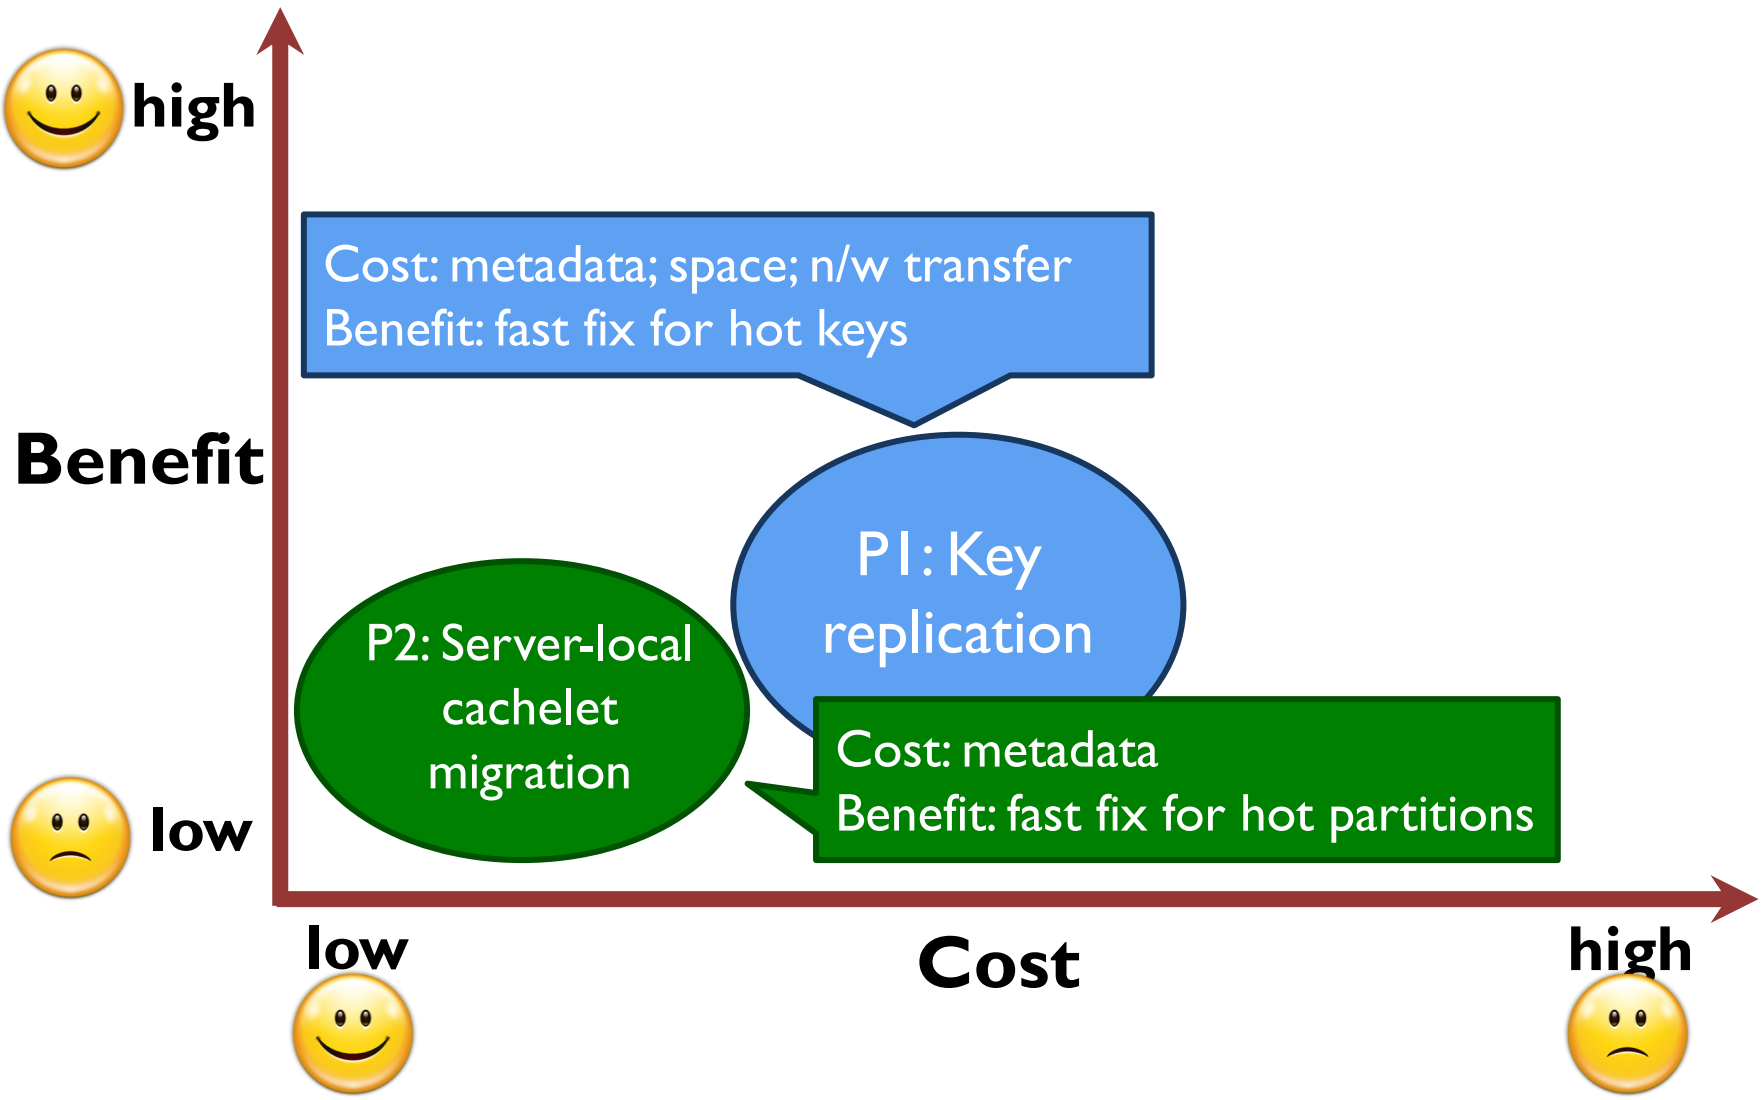 high
Cost: metadata; space; n/w transfer
Benefit: fast fix for hot keys
Benefit
P1: Key
replication
P2: Server-local
cachelet
migration
Cost: metadata
Benefit: fast fix for hot partitions
low
low
Cost
high